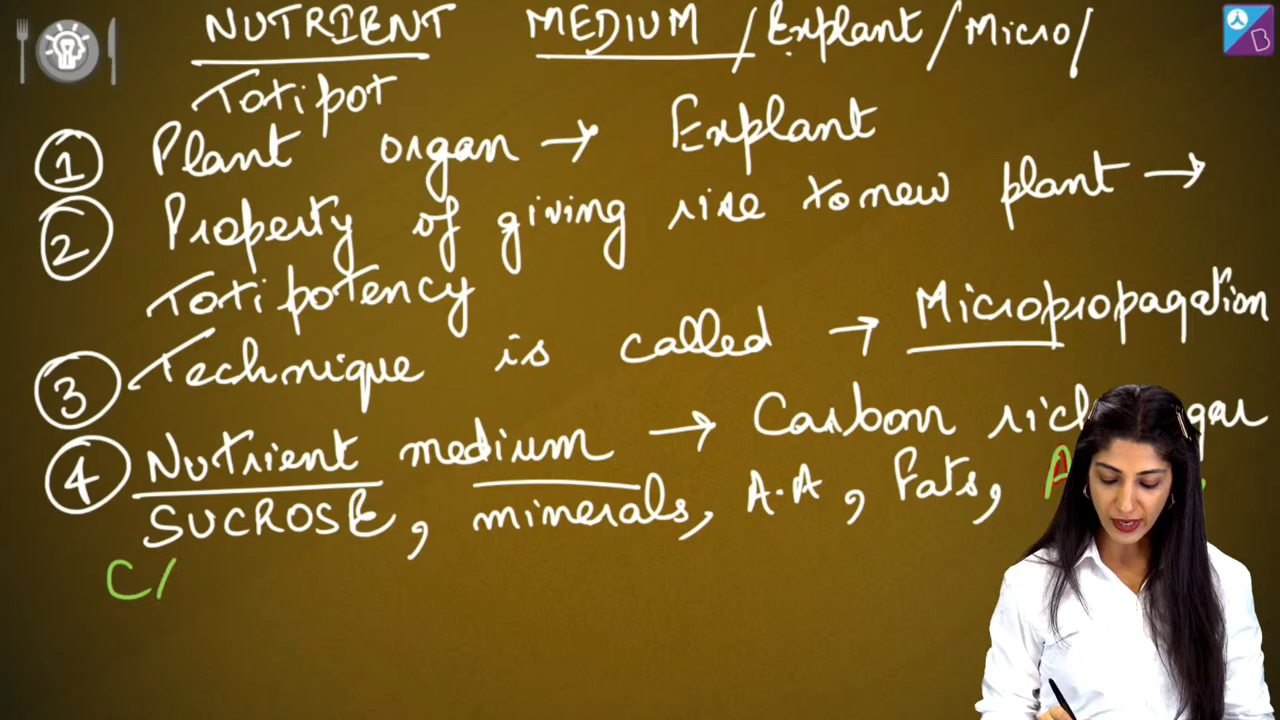 NUTRIENT MEDIUM / Explant / Micro /
Totipot
1 Plant organ → Explant
2 Property of giving rise to new plant →
Totipotency
3 Technique is called → Micropropagation
4 Nutrient medium → Carbon rich
SUCROSE, minerals, A.A, Fats,
B